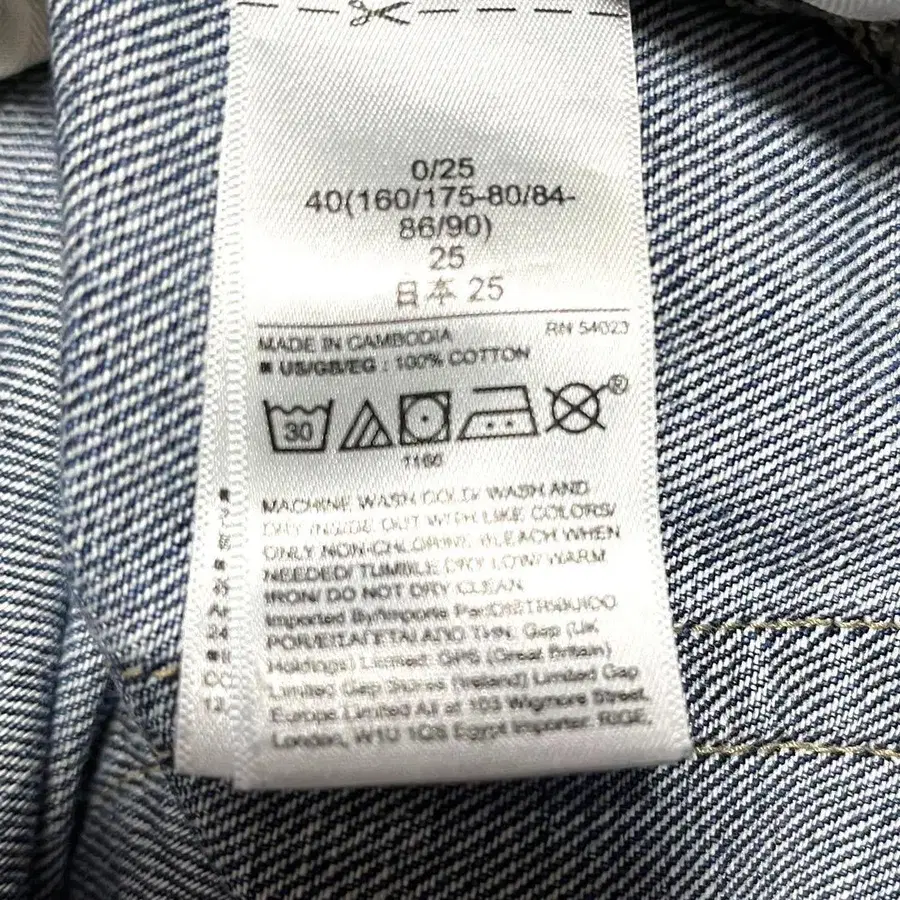 0/25
40(160/175-80/84-
86/90)
25
日本 25
MADE IN CAMBODIA RN 54023
■ US/GB/EG : 100% COTTON
30
®
MACHINE WASH COLD/ WASH AND
DRY INSIDE OUT WITH LIKE COLORS/
ONLY NON-CHLORINE BLEACH WHEN
NEEDED/ TUMBLE DRY LOW/ WARM
IRON/ DO NOT DRY CLEAN
Imported By/Importe Par
Gap (UK
Holdings) Limited GPS (Great Britain)
Limited Gap Stores (Ireland) Limited Gap
Europe Limited All at 103 Wigmore Street,
London, W1U 1QS Egypt Importer: RIGE,
24
12